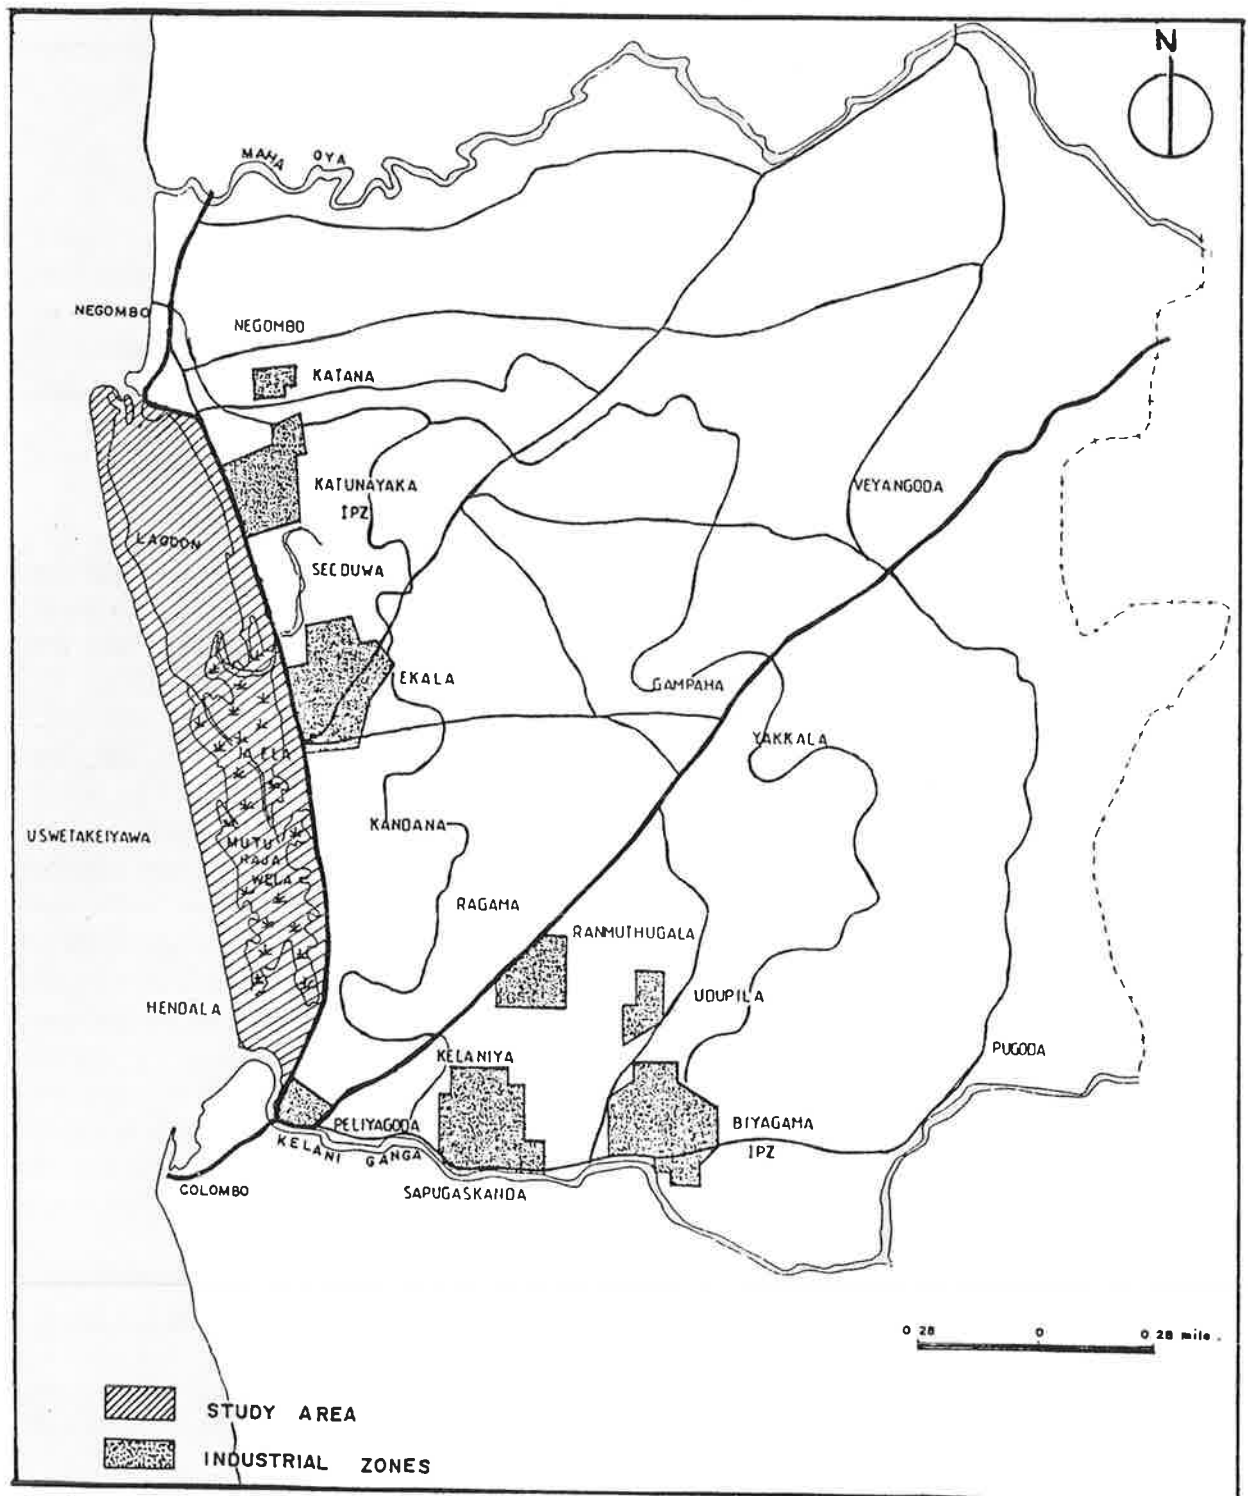 N
MAHA OYA
NEGOMBO
NEGOMBO
KATANA
KATUNAYAKA
IPZ
VEYANGODA
LAGOON
SEEDUWA
EKALA
GAMPAHA
YAKKALA
JA ELA
KANDANA
USWETAKEIYAWA
MUTU
RAJA
WELA
RAGAMA
RANMUTHUGALA
HENDALA
UDUPILA
PUGODA
KELANIYA
PELIYAGODA
BIYAGAMA
IPZ
KELANI GANGA
COLOMBO
SAPUGASKANDA
0 28 0 0 28 mile.
STUDY AREA
INDUSTRIAL ZONES